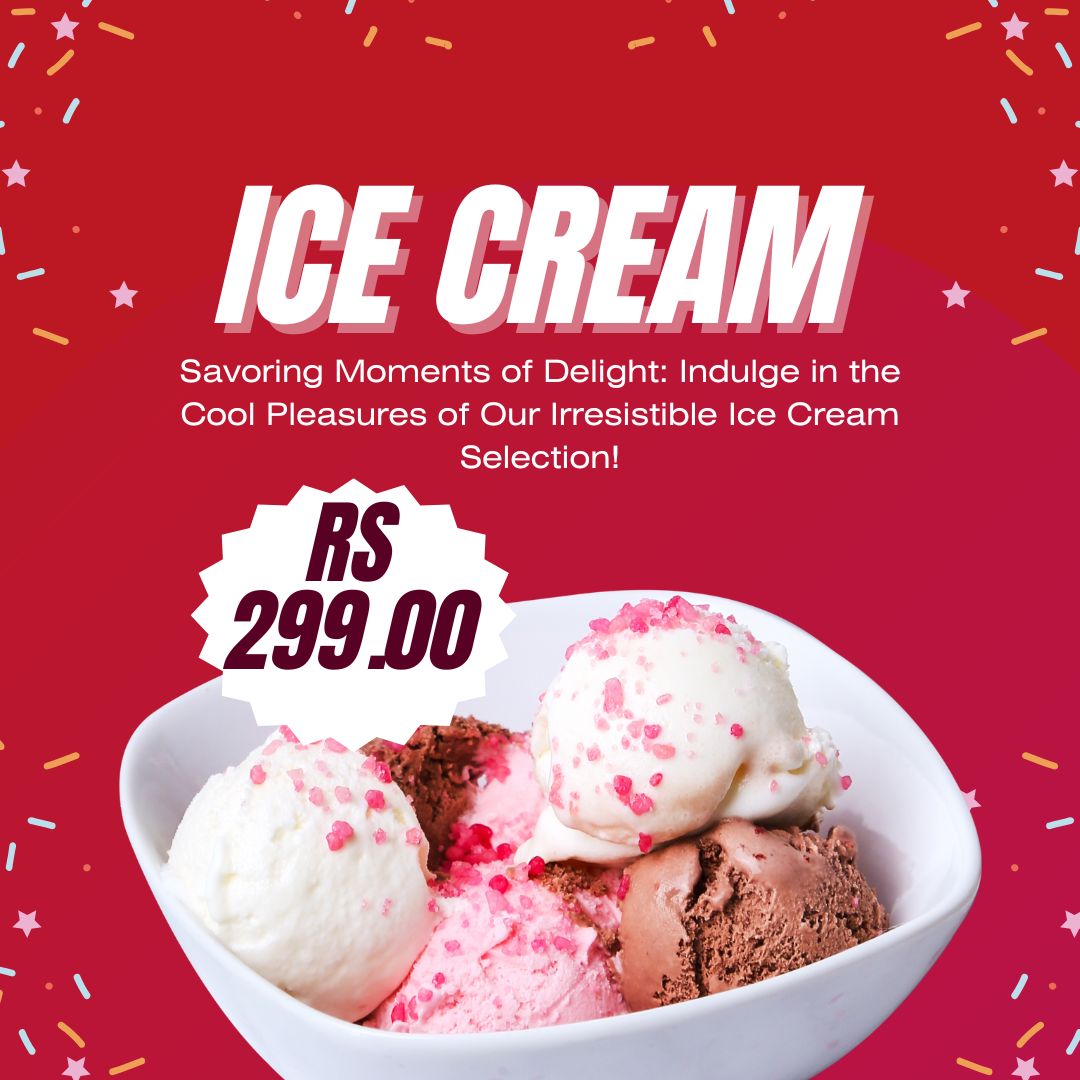 ICE CREAM
Savoring Moments of Delight: Indulge in the
Cool Pleasures of Our Irresistible Ice Cream
Selection!
RS
299.00